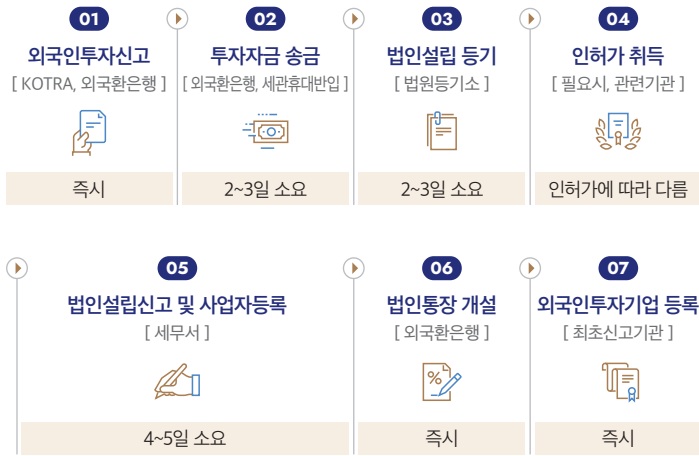 01
외국인투자신고
[ KOTRA, 외국환은행 ]
즉시
02
투자자금 송금
[ 외국환은행, 세관휴대반입 ]
2~3일 소요
03
법인설립 등기
[ 법원등기소 ]
2~3일 소요
04
인허가 취득
[ 필요시, 관련기관 ]
인허가에 따라 다름
05
법인설립신고 및 사업자등록
[ 세무서 ]
4~5일 소요
06
법인통장 개설
[ 외국환은행 ]
%
즉시
07
외국인투자기업 등록
[ 최초신고기관 ]
즉시